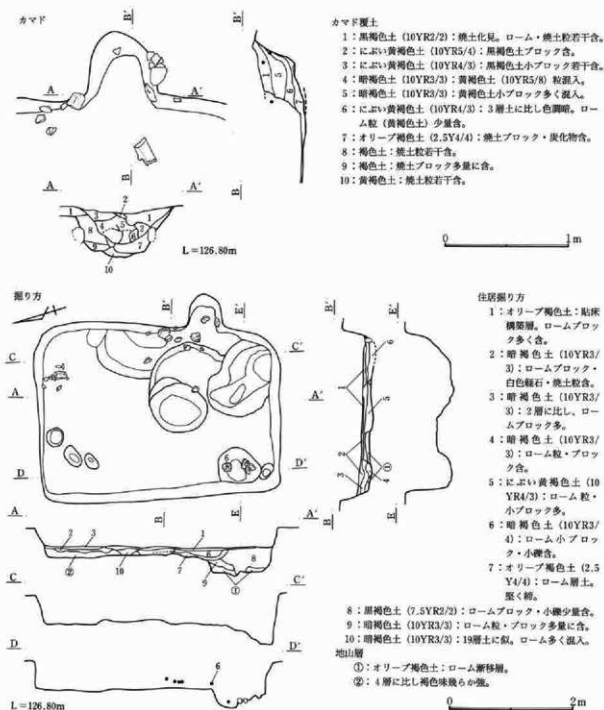 カマド
B'
A
A'
B
B'
B
A
A'
1
2
3
4
5
6
7
8
9
10
L=126.80m
カマド覆土
1：黒褐色土（10YR2/2）：焼土化見。ローム・焼土粒若干含。
2：にぶい黄褐色土（10YR5/4）：黒褐色土ブロック含。
3：にぶい黄褐色土（10YR4/3）：黒褐色土小ブロック若干含。
4：暗褐色土（10YR3/3）：黄褐色土（10YR5/8）粒混入。
5：暗褐色土（10YR3/3）：黄褐色土小ブロック多く混入。
6：にぶい黄褐色土（10YR4/3）：3層土に比し色調暗。ロー
ム粒（黄褐色土）少量含。
7：オリーブ褐色土（2.5Y4/4）：焼土ブロック・炭化物含。
8：褐色土：焼土粒若干含。
9：褐色土：焼土ブロック多量に含。
10：黄褐色土：焼土粒若干含。
0
1m
掘り方
B'
E'
C
C'
A
A'
D
D'
6
B
E
B'
E'
B
E
1
2
3
4
5
6
①
A
A'
2
3
1
②
10
7
9
6
8
①
C
C'
D
D'
6
L=126.80m
住居掘り方
1：オリーブ褐色土：貼床
構築層。ロームブロッ
ク多く含。
2：暗褐色土（10YR3/
3）：ロームブロック・
白色軽石・焼土粒含。
3：暗褐色土（10YR3/
3）：2層に比し、ロー
ムブロック多。
4：暗褐色土（10YR3/
3）：ローム粒・ブロッ
ク含。
5：にぶい黄褐色土（10
YR4/3）：ローム粒・
小ブロック多。
6：暗褐色土（10YR3/
4）：ローム小ブロッ
ク・小礫含。
7：オリーブ褐色土（2.5
Y4/4）：ローム層土。
堅く締。
8：黒褐色土（7.5YR2/2）：ロームブロック・小礫少量含。
9：暗褐色土（10YR3/3）：ローム粒・ブロック多量に含。
10：暗褐色土（10YR3/3）：19層土に似。ローム多く混入。
地山層
①：オリーブ褐色土：ローム漸移層。
②：4層に比し褐色味幾らか強。
0
2m